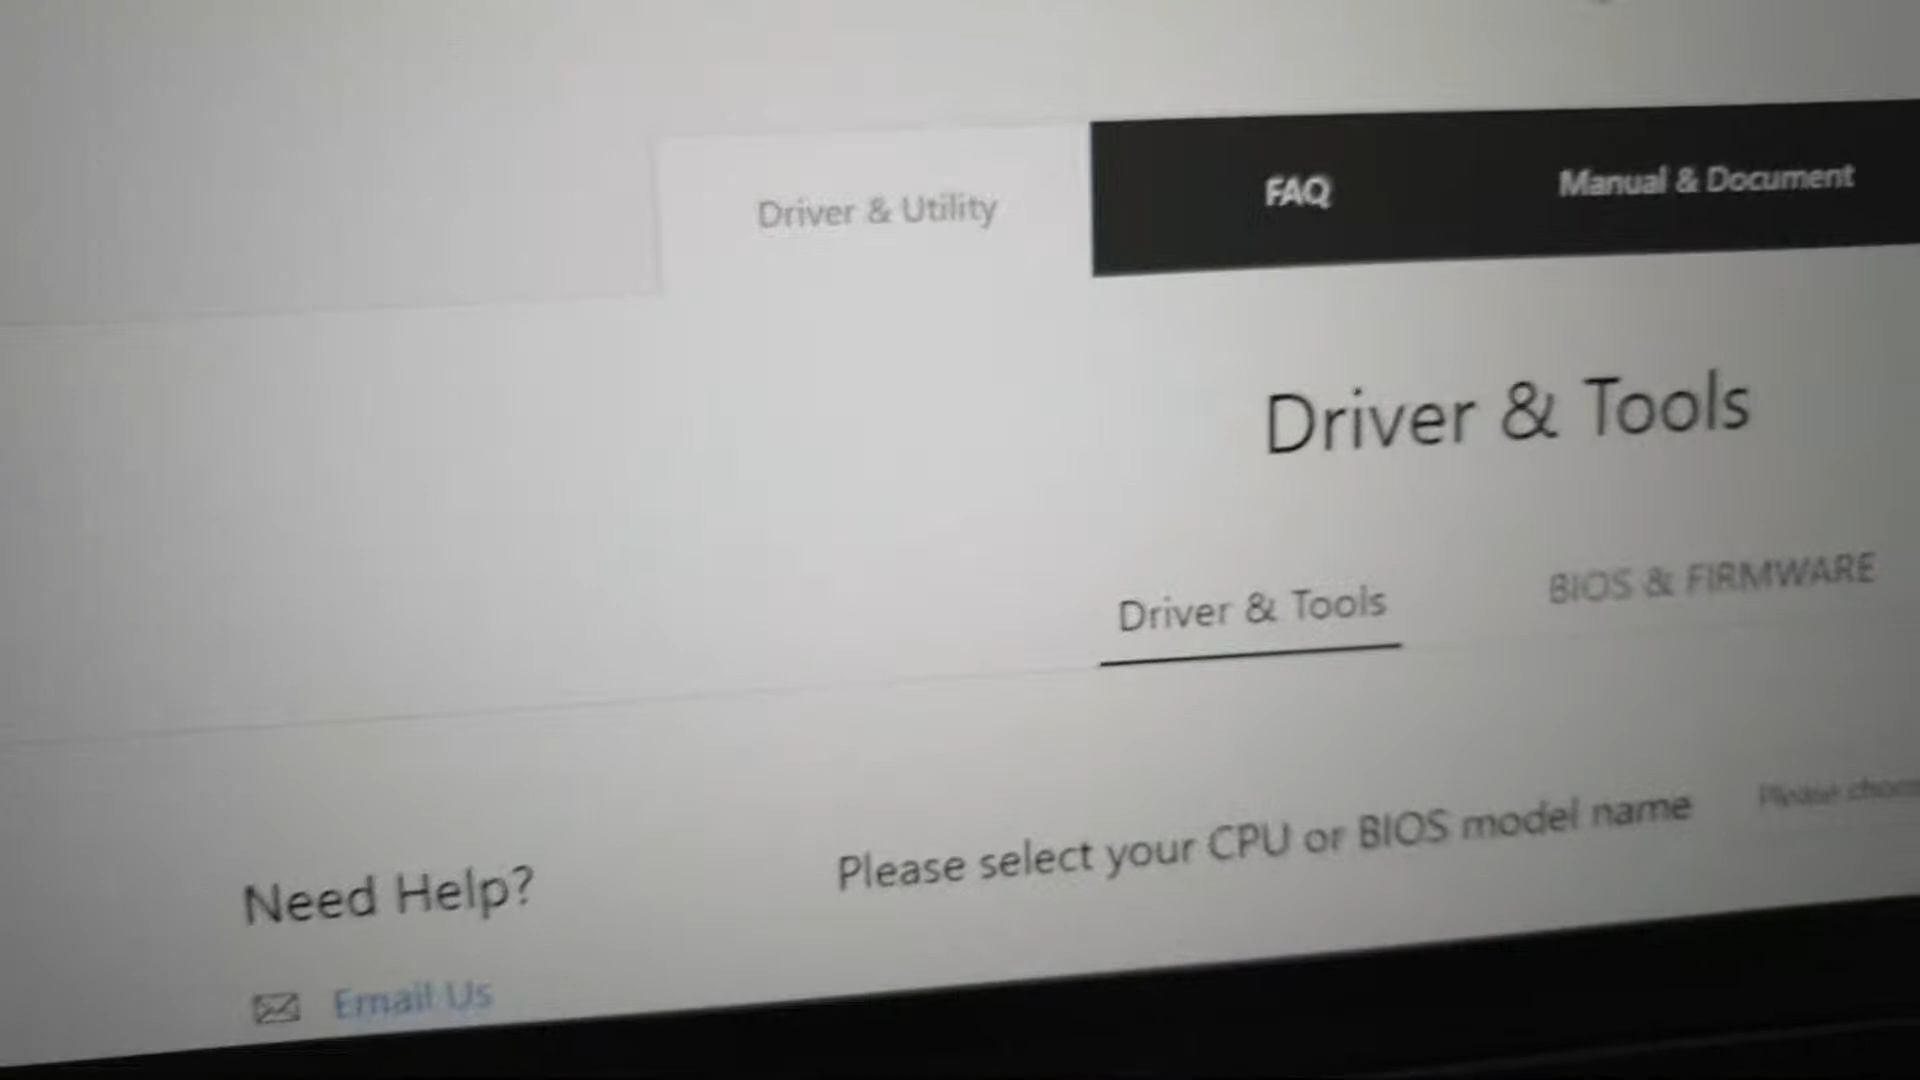 Driver & Utility
FAQ
Manual & Document
Driver & Tools
Driver & Tools
BIOS & FIRMWARE
Please select your CPU or BIOS model name
Please
Need Help?
Email Us